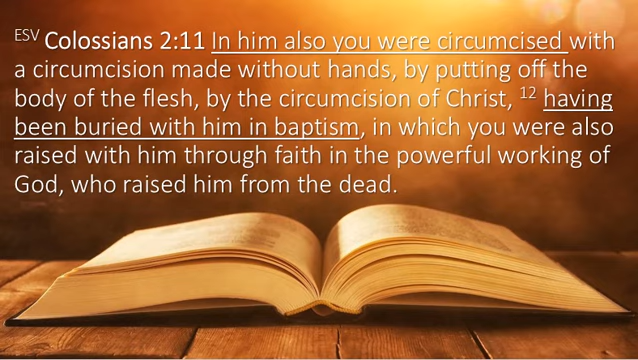 ESV Colossians 2:11 In him also you were circumcised with
a circumcision made without hands, by putting off the
body of the flesh, by the circumcision of Christ, 12 having
been buried with him in baptism, in which you were also
raised with him through faith in the powerful working of
God, who raised him from the dead.